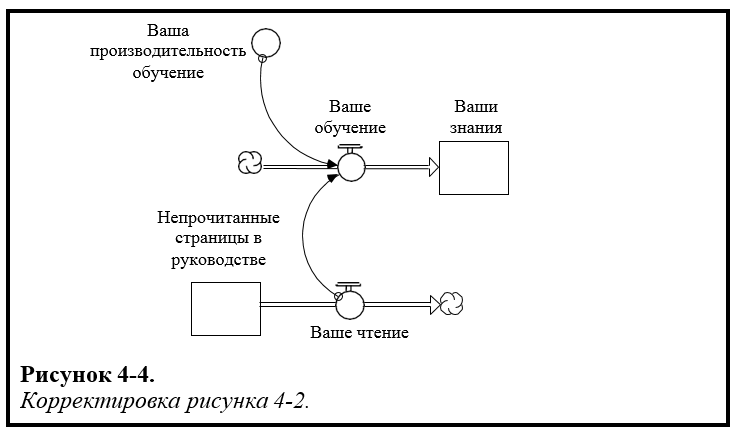 Ваша
производительность
обучение
Ваше
обучение
Ваши
знания
Непрочитанные
страницы в
руководстве
Ваше чтение
Рисунок 4-4.
Корректировка рисунка 4-2.